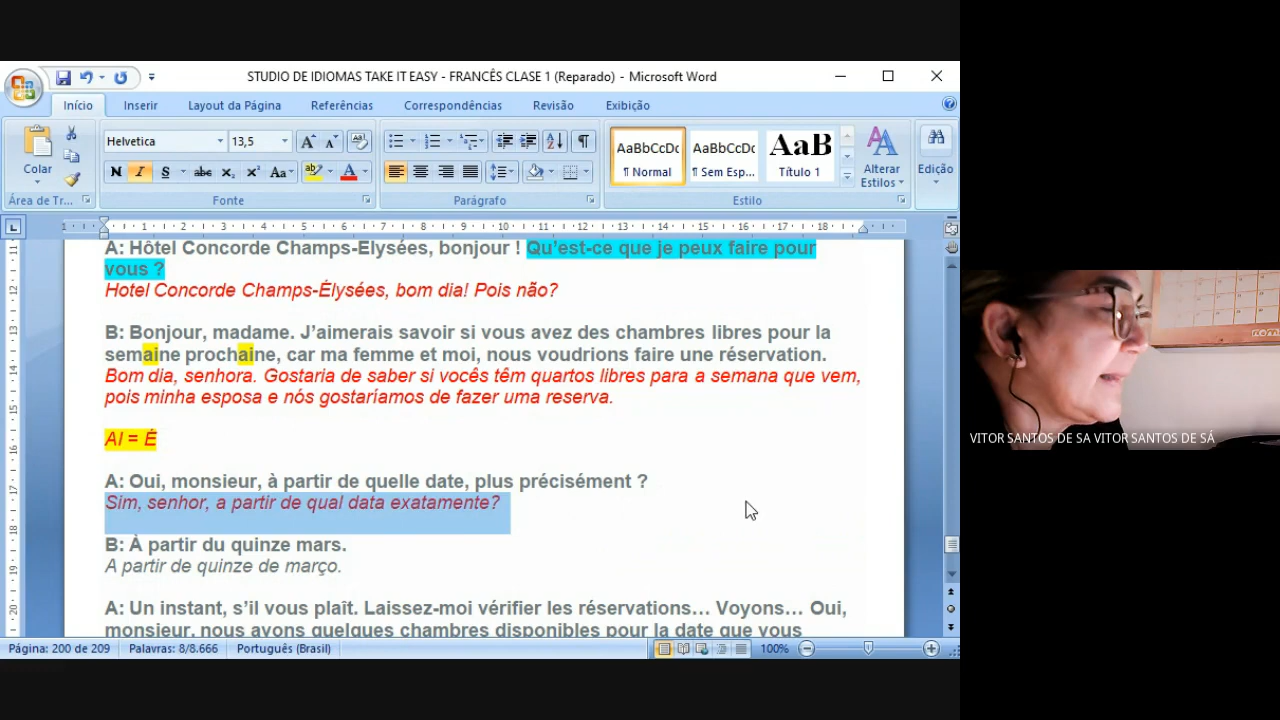 STUDIO DE IDIOMAS TAKE IT EASY - FRANCÊS CLASE 1 (Reparado) - Microsoft Word
Início Inserir Layout da Página Referências Correspondências Revisão Exibição
Colar
Helvetica 13,5
N I S abc x₂ x² Aa
AaBbCcDc AaBbCcDc AaB
¶ Normal ¶ Sem Esp... Título 1
Alterar Estilos
Edição
Área de Tr... Fonte Parágrafo Estilo
A: Hôtel Concorde Champs-Elysées, bonjour ! Qu’est-ce que je peux faire pour
vous ?
Hotel Concorde Champs-Élysées, bom dia! Pois não?
B: Bonjour, madame. J’aimerais savoir si vous avez des chambres libres pour la
semaine prochaine, car ma femme et moi, nous voudrions faire une réservation.
Bom dia, senhora. Gostaria de saber si vocês têm quartos libres para a semana que vem,
pois minha esposa e nós gostaríamos de fazer uma reserva.
AI = É
A: Oui, monsieur, à partir de quelle date, plus précisément ?
Sim, senhor, a partir de qual data exatamente?
B: À partir du quinze mars.
A partir de quinze de março.
A: Un instant, s’il vous plaît. Laissez-moi vérifier les réservations… Voyons… Oui,
monsieur, nous avons quelques chambres disponibles pour la date que vous
Página: 200 de 209 Palavras: 8/8.666 Português (Brasil) 100%
VITOR SANTOS DE SA VITOR SANTOS DE SÁ